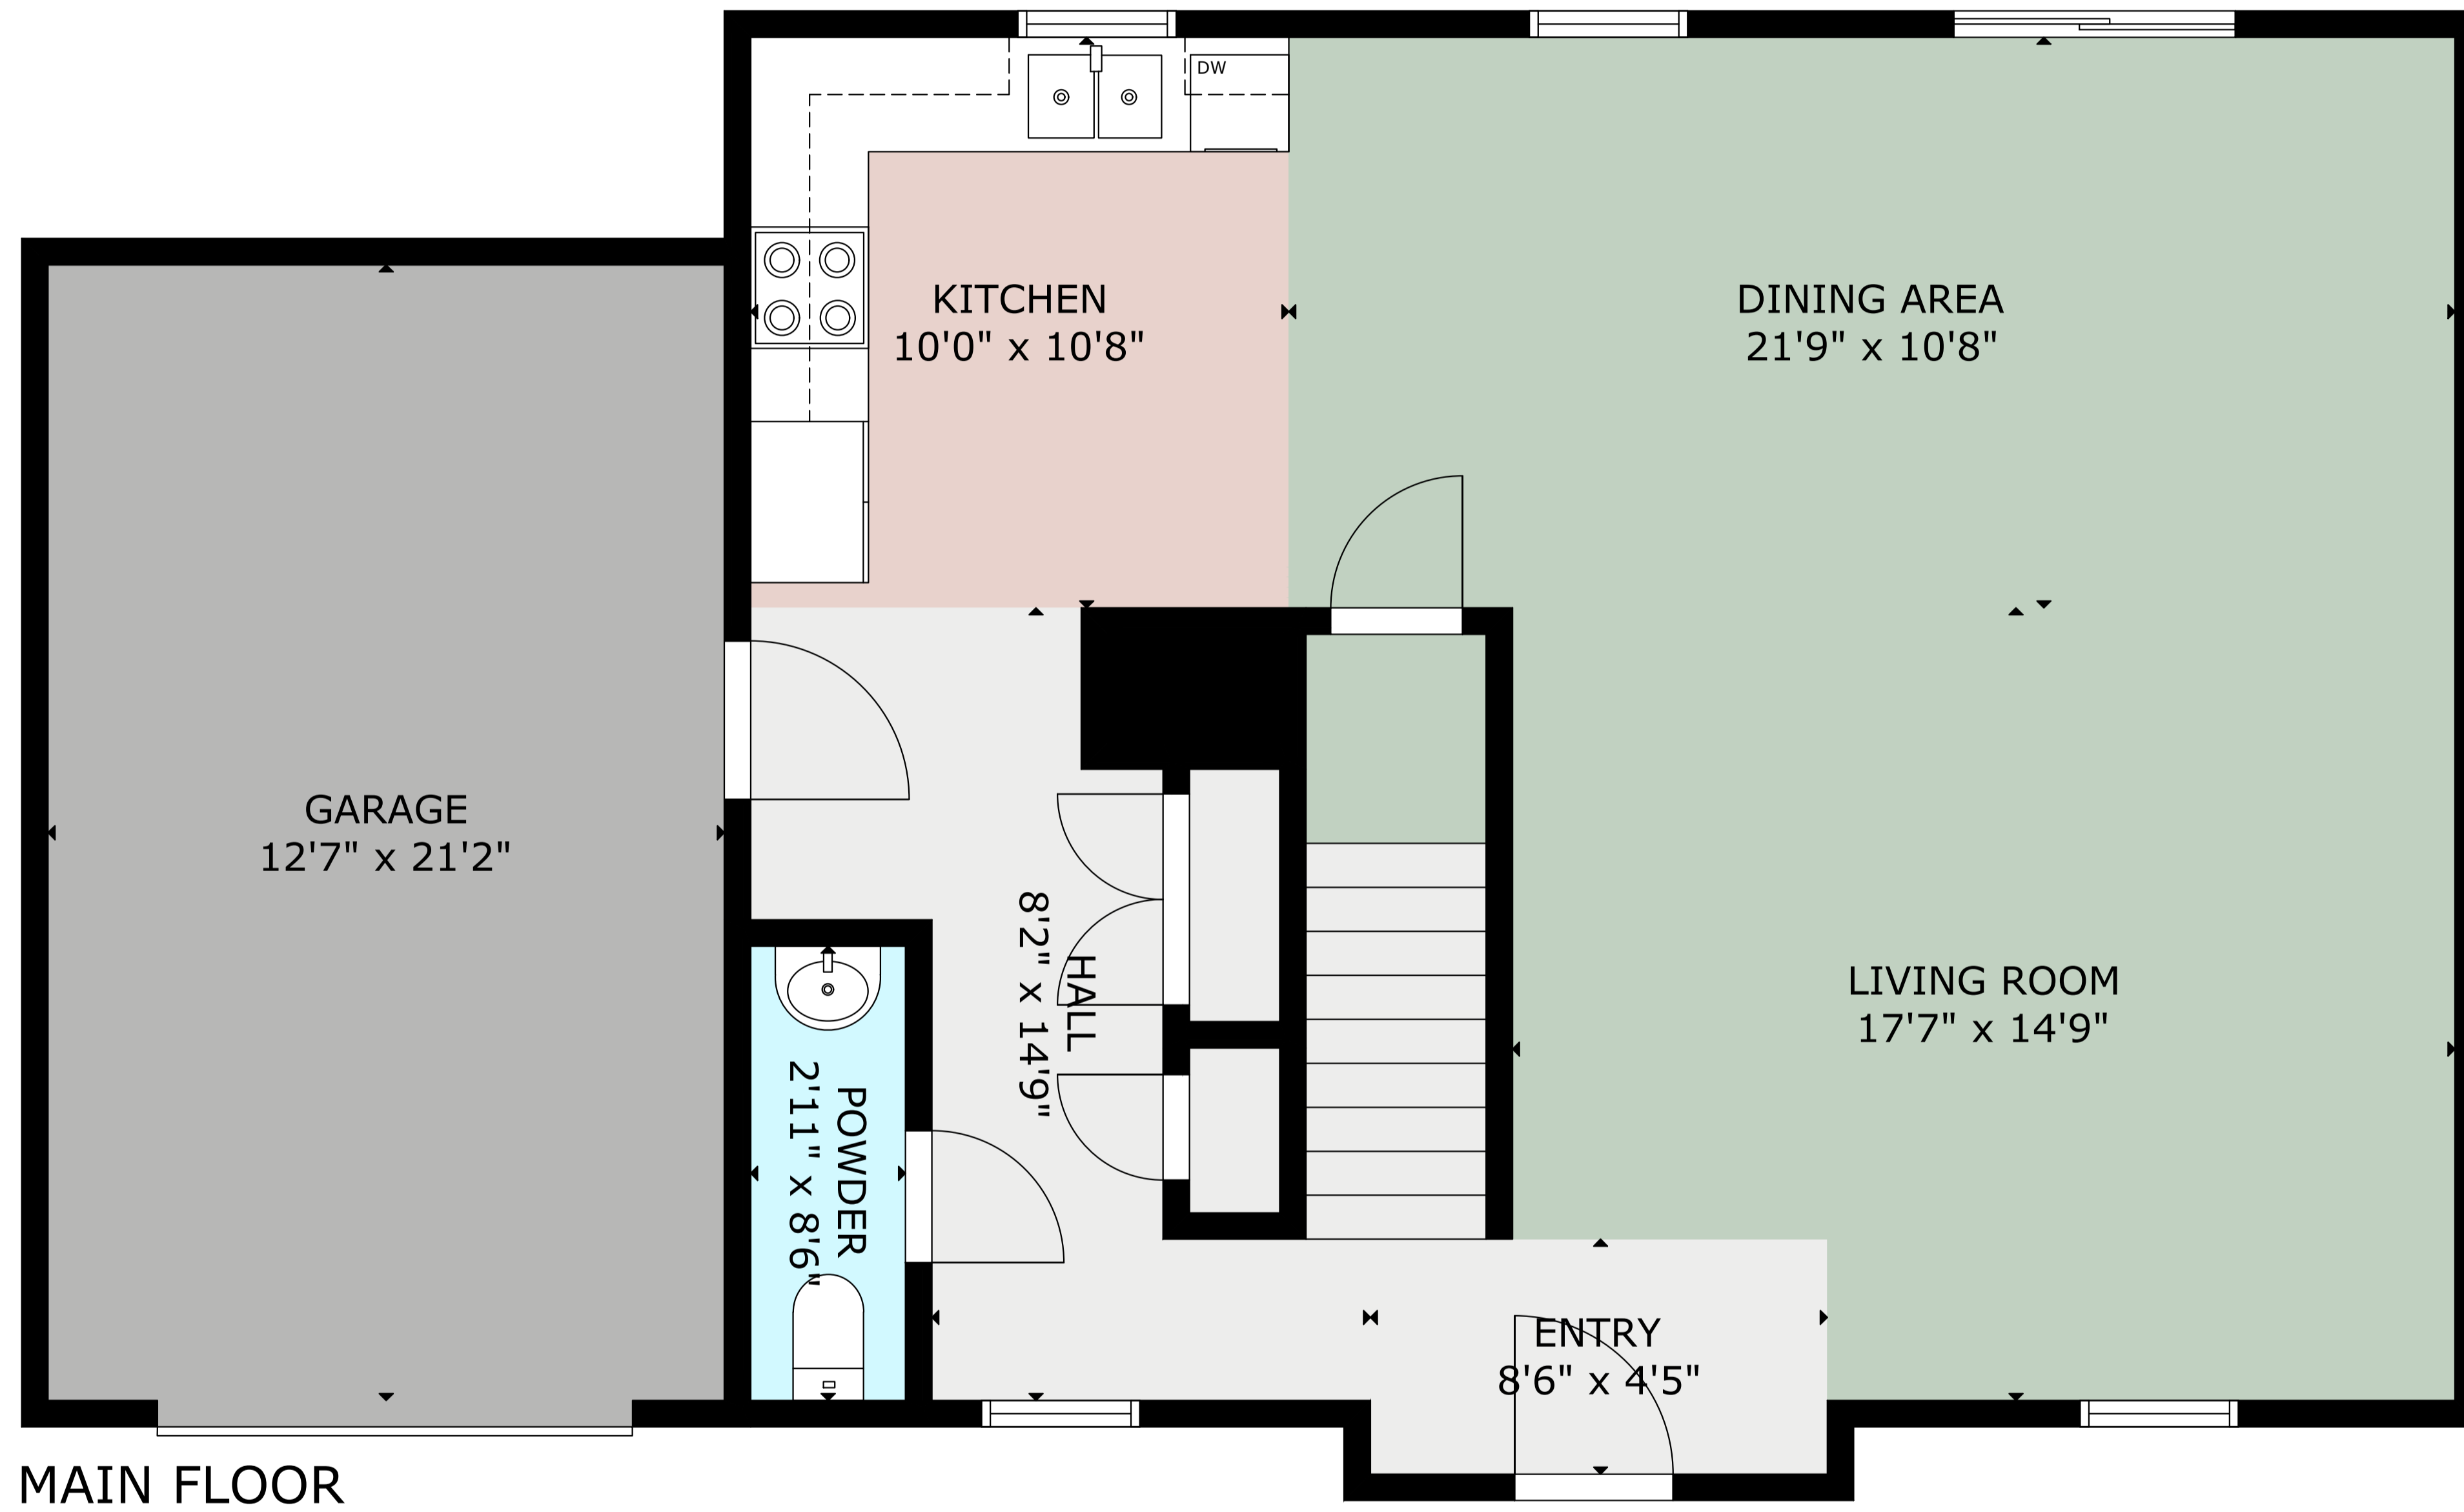 DW
KITCHEN
10'0" x 10'8"
DINING AREA
21'9" x 10'8"
GARAGE
12'7" x 21'2"
HALL
8'2" x 14'9"
LIVING ROOM
17'7" x 14'9"
POWDER
2'11" x 8'6"
ENTRY
8'6" x 4'5"
MAIN FLOOR